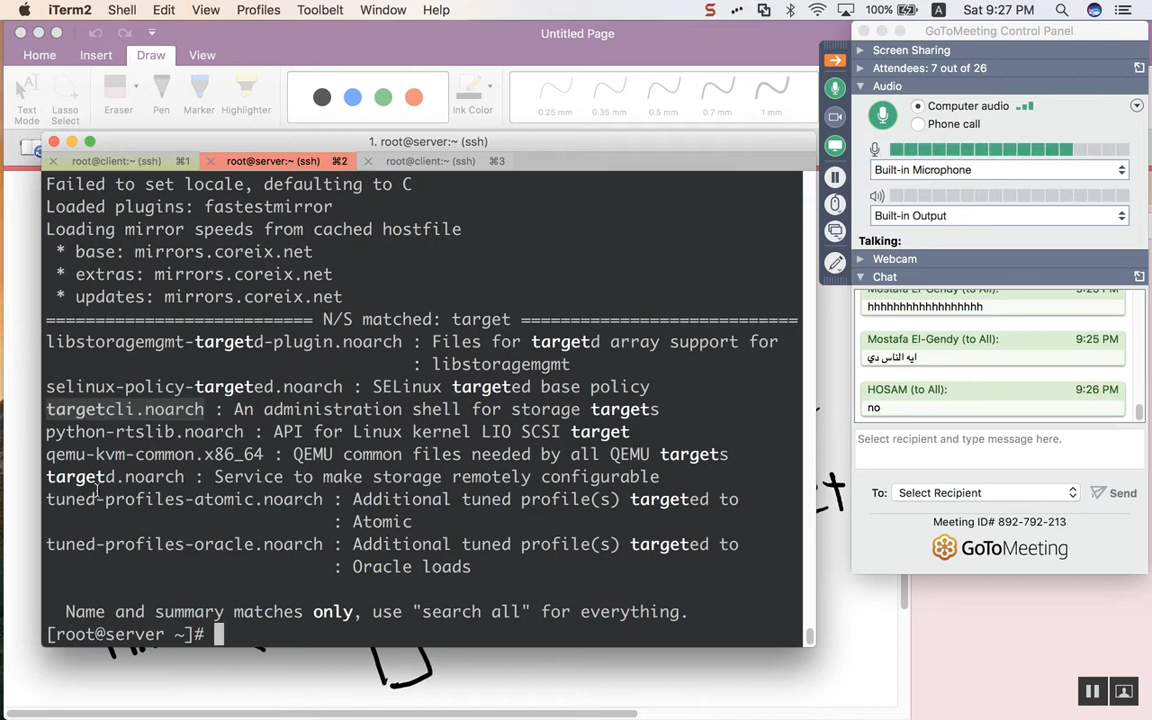 iTerm2 Shell Edit View Profiles Toolbelt Window Help
100% A Sat 9:27 PM
Untitled Page
GoToMeeting Control Panel
Home Insert Draw View
Screen Sharing
Attendees: 7 out of 26
Audio
Text Mode
Lasso Select
Eraser
Pen
Marker
Highlighter
Ink Color
0.25 mm 0.35 mm 0.5 mm 0.7 mm 1 mm
Computer audio
Phone call
1. root@server:~ (ssh)
root@client:~ (ssh) ⌘1 root@server:~ (ssh) ⌘2 root@client:~ (ssh) ⌘3
Built-in Microphone
Built-in Output
Talking:
Webcam
Chat
Failed to set locale, defaulting to C
Loaded plugins: fastestmirror
Loading mirror speeds from cached hostfile
* base: mirrors.coreix.net
* extras: mirrors.coreix.net
* updates: mirrors.coreix.net
=========================== N/S matched: target ============================
libstoragemgmt-targetd-plugin.noarch : Files for targetd array support for
: libstoragemgmt
selinux-policy-targeted.noarch : SELinux targeted base policy
targetcli.noarch : An administration shell for storage targets
python-rtslib.noarch : API for Linux kernel LIO SCSI target
qemu-kvm-common.x86_64 : QEMU common files needed by all QEMU targets
targetd.noarch : Service to make storage remotely configurable
tuned-profiles-atomic.noarch : Additional tuned profile(s) targeted to
: Atomic
tuned-profiles-oracle.noarch : Additional tuned profile(s) targeted to
: Oracle loads
Name and summary matches only, use "search all" for everything.
[root@server ~]#
Mostafa El-Gendy (to All):
hhhhhhhhhhhhhhhhhh
Mostafa El-Gendy (to All): 9:25 PM
ايه الناس دي
HOSAM (to All): 9:26 PM
no
Select recipient and type message here.
To: Select Recipient Send
Meeting ID# 892-792-213
GoToMeeting